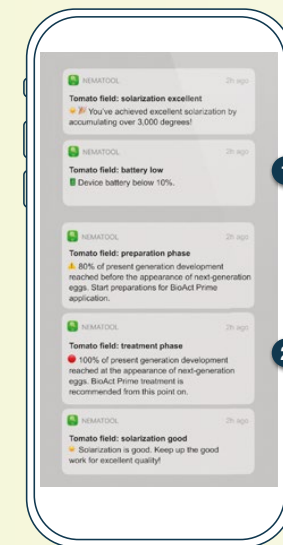 NEMATOOL 2h ago
Tomato field: solarization excellent
You've achieved excellent solarization by
accumulating over 3,000 degrees!
NEMATOOL 2h ago
Tomato field: battery low
Device battery below 10%.
1
NEMATOOL 2h ago
Tomato field: preparation phase
80% of present generation development
reached before the appearance of next-generation
eggs. Start preparations for BioAct Prime
application.
NEMATOOL 2h ago
Tomato field: treatment phase
100% of present generation development
reached at the appearance of next-generation
eggs. BioAct Prime treatment is
recommended from this point on.
2
NEMATOOL 2h ago
Tomato field: solarization good
Solarization is good. Keep up the good
work for excellent quality!